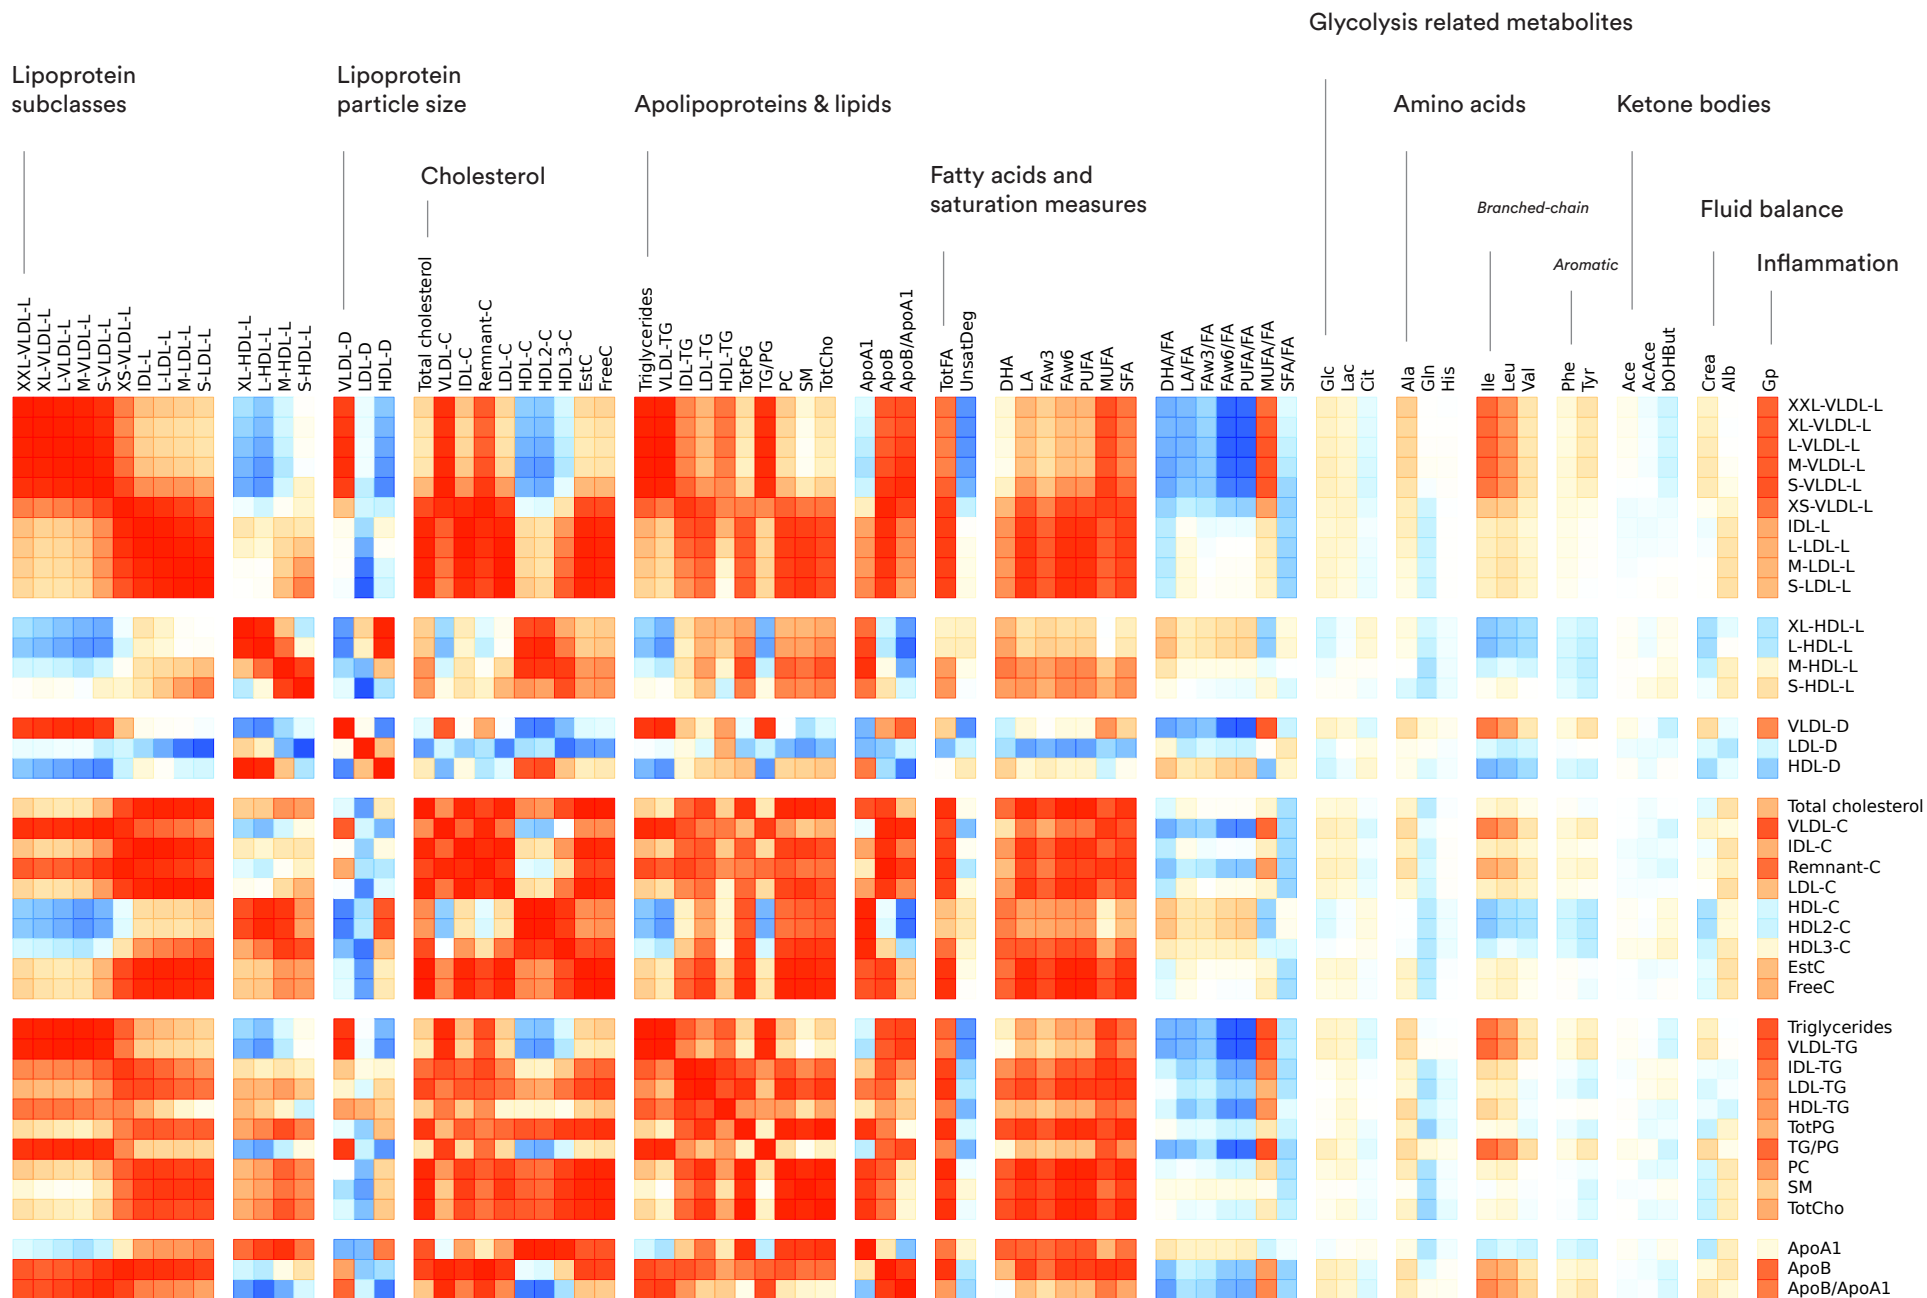 Glycolysis related metabolites
Lipoprotein
subclasses
Lipoprotein
particle size
Apolipoproteins & lipids
Amino acids
Ketone bodies
Cholesterol
Fatty acids and
saturation measures
Branched-chain
Fluid balance
Aromatic
Inflammation
XXL-VLDL-L
XL-VLDL-L
L-VLDL-L
M-VLDL-L
S-VLDL-L
XS-VLDL-L
IDL-L
L-LDL-L
M-LDL-L
S-LDL-L
XL-HDL-L
L-HDL-L
M-HDL-L
S-HDL-L
VLDL-D
LDL-D
HDL-D
Total cholesterol
VLDL-C
IDL-C
Remnant-C
LDL-C
HDL-C
HDL2-C
HDL3-C
EstC
FreeC
Triglycerides
VLDL-TG
IDL-TG
LDL-TG
HDL-TG
TotPG
TG/PG
PC
SM
TotCho
ApoA1
ApoB
ApoB/ApoA1
TotFA
UnsatDeg
DHA
LA
FAw3
FAw6
PUFA
MUFA
SFA
DHA/FA
LA/FA
FAw3/FA
FAw6/FA
PUFA/FA
MUFA/FA
SFA/FA
Glc
Lac
Cit
Ala
Gln
His
Ile
Leu
Val
Phe
Tyr
Ace
AcAce
bOHBut
Crea
Alb
Gp
XXL-VLDL-L
XL-VLDL-L
L-VLDL-L
M-VLDL-L
S-VLDL-L
XS-VLDL-L
IDL-L
L-LDL-L
M-LDL-L
S-LDL-L
XL-HDL-L
L-HDL-L
M-HDL-L
S-HDL-L
VLDL-D
LDL-D
HDL-D
Total cholesterol
VLDL-C
IDL-C
Remnant-C
LDL-C
HDL-C
HDL2-C
HDL3-C
EstC
FreeC
Triglycerides
VLDL-TG
IDL-TG
LDL-TG
HDL-TG
TotPG
TG/PG
PC
SM
TotCho
ApoA1
ApoB
ApoB/ApoA1